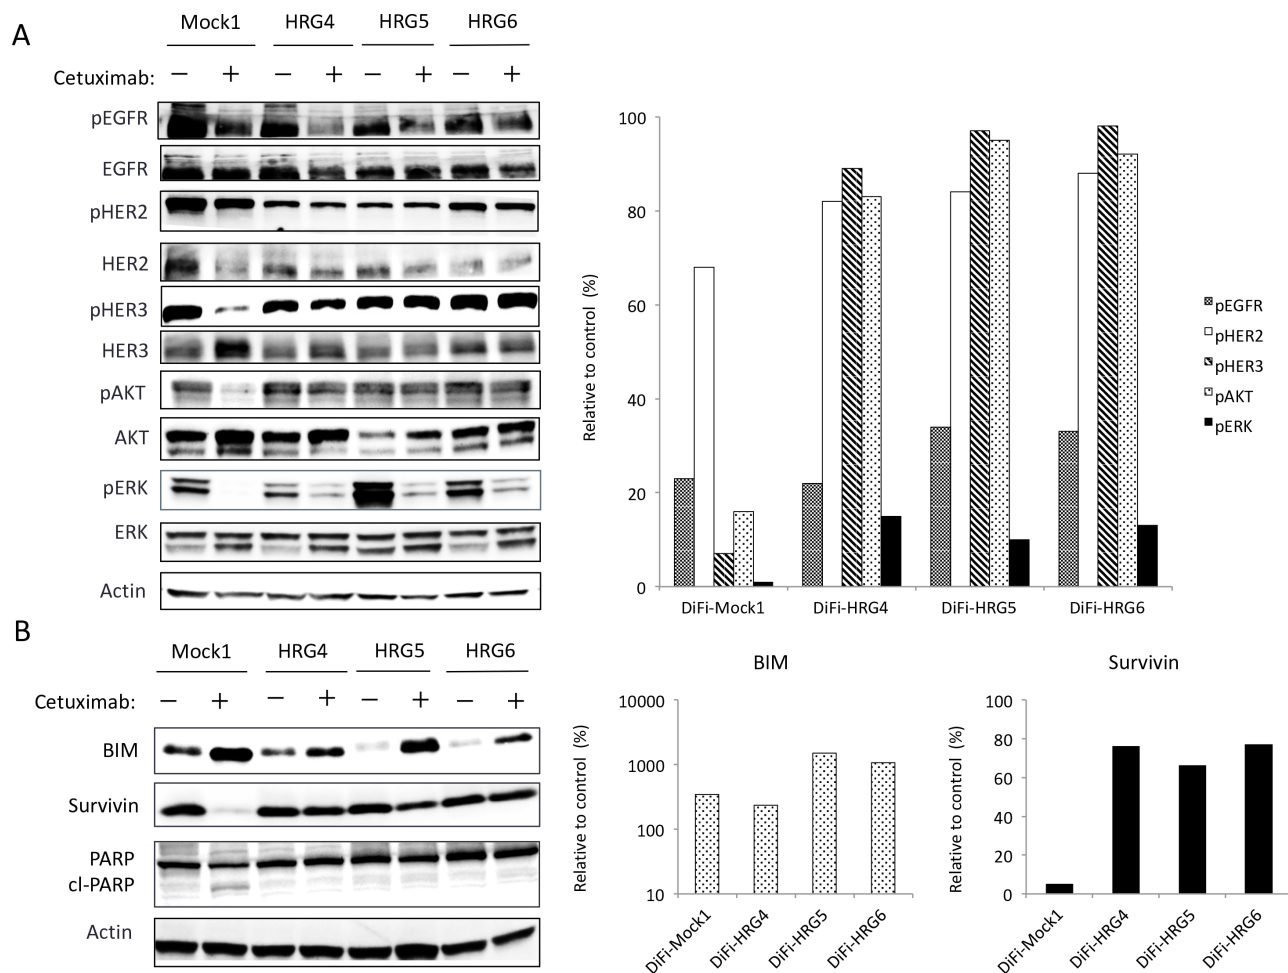 A
Mock1 HRG4 HRG5 HRG6
Cetuximab: − + − + − + − +
pEGFR
EGFR
pHER2
HER2
pHER3
HER3
pAKT
AKT
pERK
ERK
Actin
Relative to control (%)
100
80
60
40
20
0
DiFi-Mock1 DiFi-HRG4 DiFi-HRG5 DiFi-HRG6
pEGFR
pHER2
pHER3
pAKT
pERK
B
Mock1 HRG4 HRG5 HRG6
Cetuximab: − + − + − + − +
BIM
Survivin
PARP
cl-PARP
Actin
BIM
Relative to control (%)
10000
1000
100
10
DiFi-Mock1
DiFi-HRG4
DiFi-HRG5
DiFi-HRG6
Survivin
Relative to control (%)
100
80
60
40
20
0
DiFi-Mock1
DiFi-HRG4
DiFi-HRG5
DiFi-HRG6